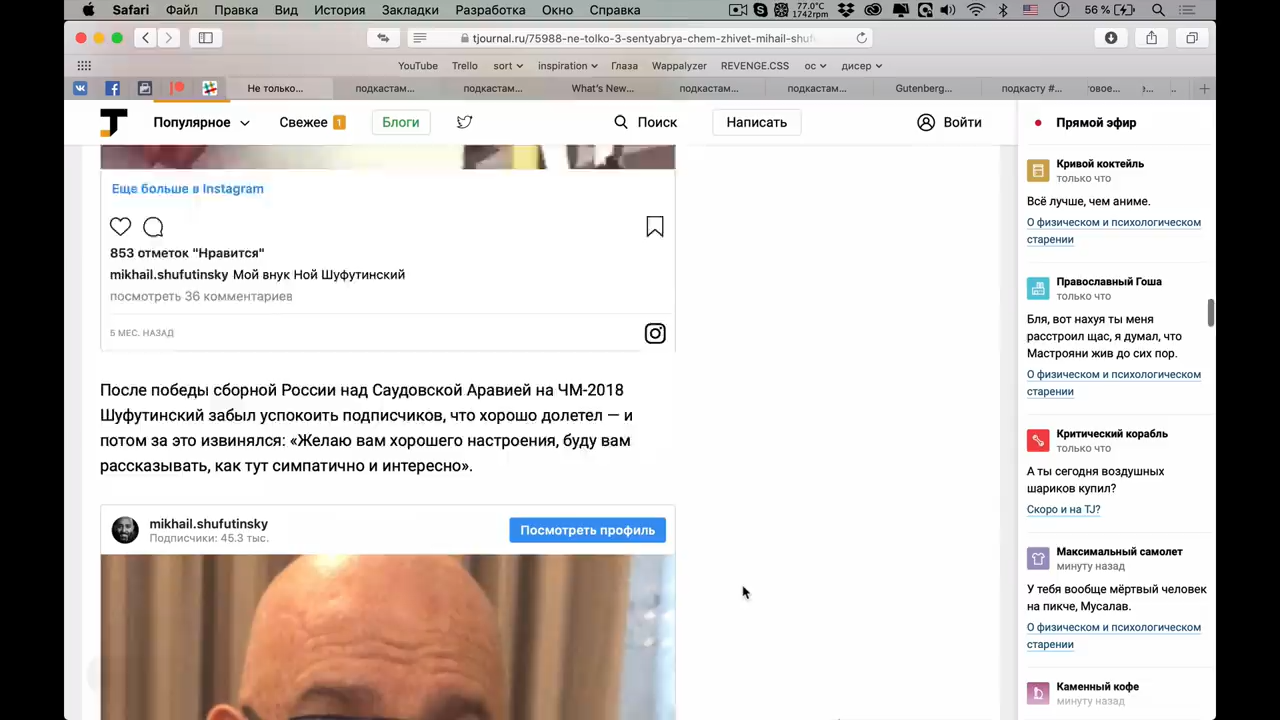 Safari Файл Правка Вид История Закладки Разработка Окно Справка
77.0°C
1742rpm
56 %
tjournal.ru/75988-ne-tolko-3-sentyabrya-chem-zhivet-mihail-shuf
YouTube Trello sort inspiration Глаза Wappalyzer REVENGE.CSS ос дисер
Не только... подкастам... подкастам... What's New... подкастам... подкастам... Gutenberg... подкасту #... товое...
Популярное Свежее 1 Блоги Поиск Написать Войти
Еще больше в Instagram
853 отметок "Нравится"
mikhail.shufutinsky Мой внук Ной Шуфутинский
посмотреть 36 комментариев
5 МЕС. НАЗАД
После победы сборной России над Саудовской Аравией на ЧМ-2018
Шуфутинский забыл успокоить подписчиков, что хорошо долетел — и
потом за это извинялся: «Желаю вам хорошего настроения, буду вам
рассказывать, как тут симпатично и интересно».
mikhail.shufutinsky
Подписчики: 45.3 тыс.
Посмотреть профиль
Прямой эфир
Кривой коктейль
только что
Всё лучше, чем аниме.
О физическом и психологическом
старении
Православный Гоша
только что
Бля, вот нахуя ты меня
расстроил щас, я думал, что
Мастрояни жив до сих пор.
О физическом и психологическом
старении
Критический корабль
только что
А ты сегодня воздушных
шариков купил?
Скоро и на TJ?
Максимальный самолет
минуту назад
У тебя вообще мёртвый человек
на пикче, Мусалав.
О физическом и психологическом
старении
Каменный кофе
минуту назад